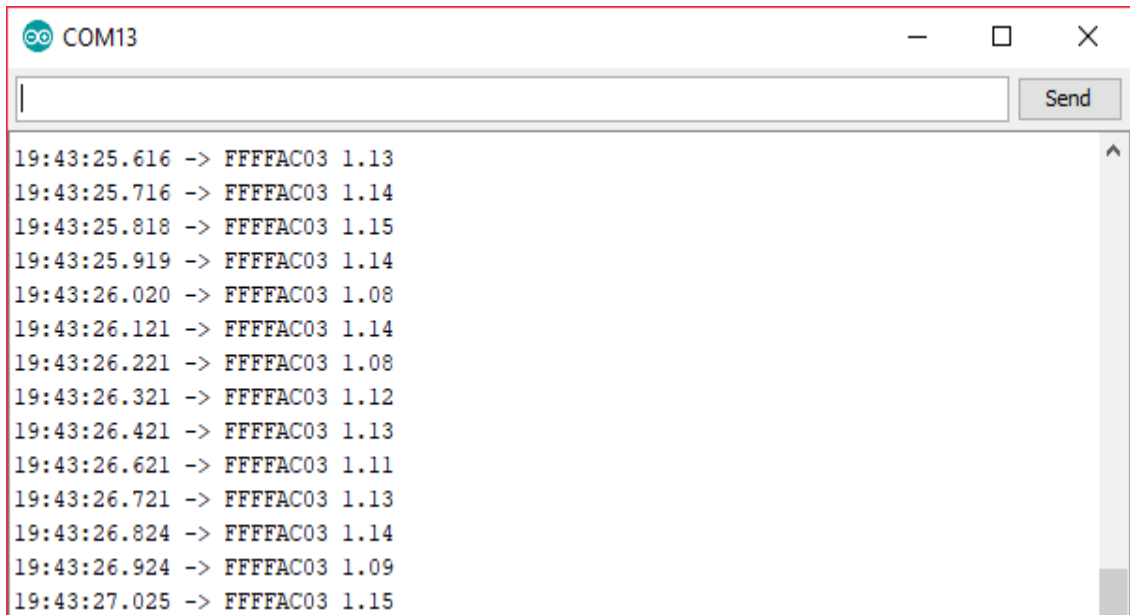 COM13
Send
19:43:25.616 -> FFFFAC03 1.13
19:43:25.716 -> FFFFAC03 1.14
19:43:25.818 -> FFFFAC03 1.15
19:43:25.919 -> FFFFAC03 1.14
19:43:26.020 -> FFFFAC03 1.08
19:43:26.121 -> FFFFAC03 1.14
19:43:26.221 -> FFFFAC03 1.08
19:43:26.321 -> FFFFAC03 1.12
19:43:26.421 -> FFFFAC03 1.13
19:43:26.621 -> FFFFAC03 1.11
19:43:26.721 -> FFFFAC03 1.13
19:43:26.824 -> FFFFAC03 1.14
19:43:26.924 -> FFFFAC03 1.09
19:43:27.025 -> FFFFAC03 1.15